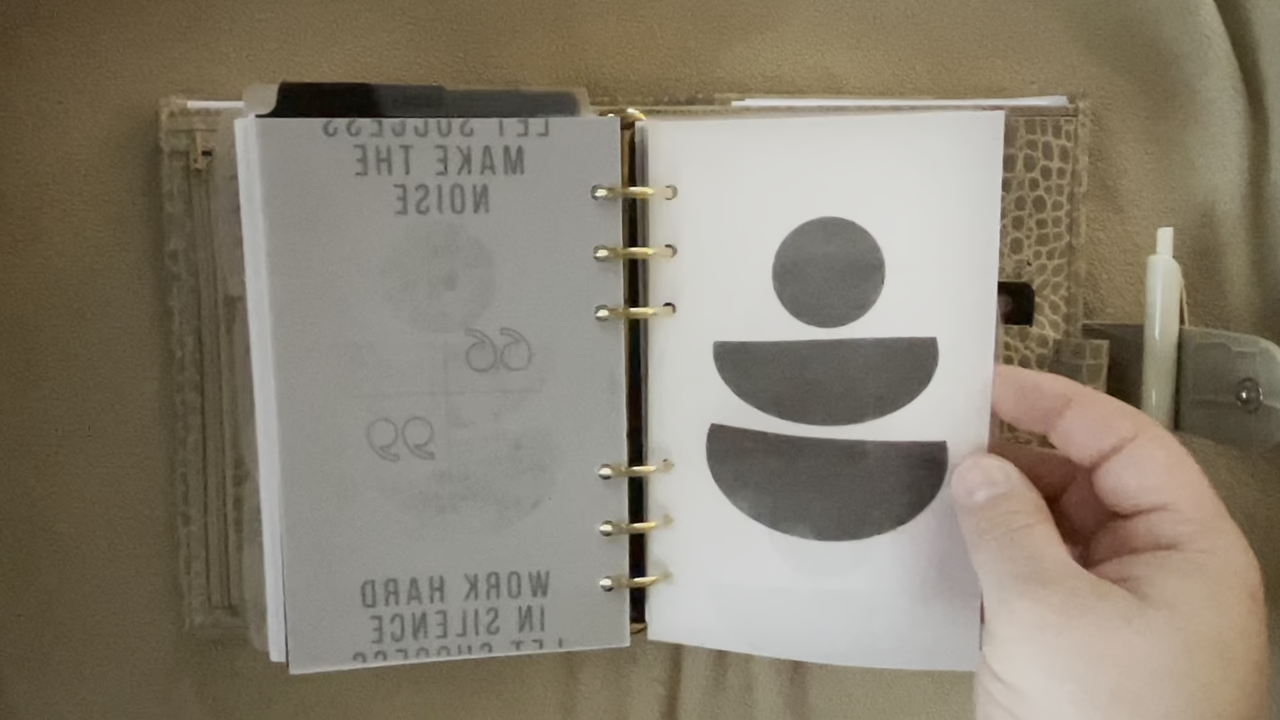 LET SUCCESS
MAKE THE
NOISE
WORK HARD
IN SILENCE
LET SUCCESS